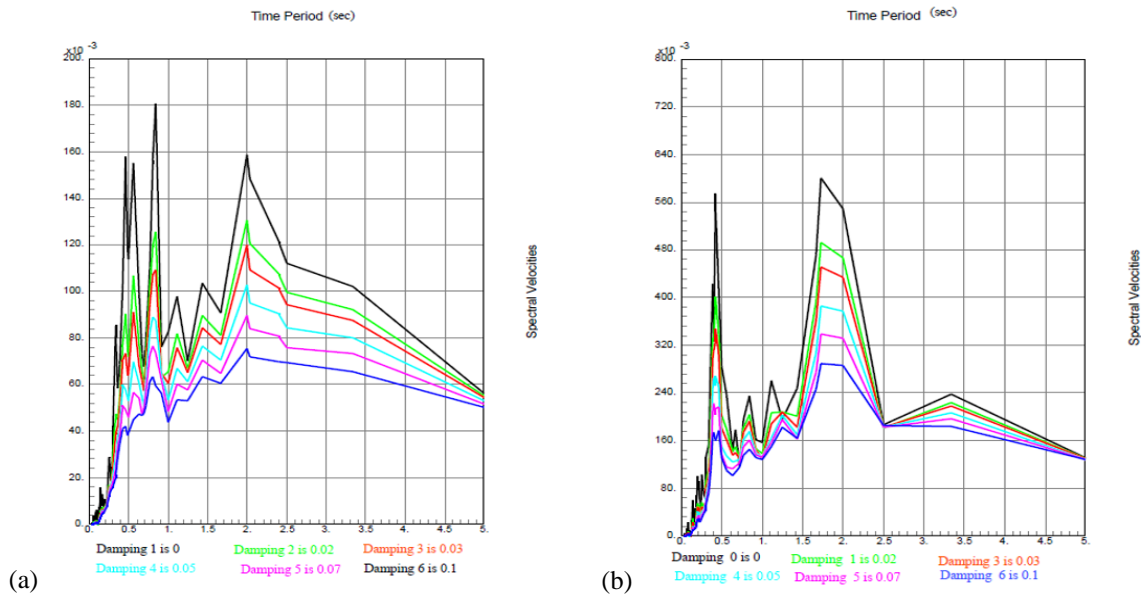 Time Period (sec)
x10 -3
200.
180.
160.
140.
120.
100.
80.
60.
40.
20.
0.
0. 0.5 1.0 1.5 2.0 2.5 3.0 3.5 4.0 4.5 5.0
Spectral Velocities
Damping 1 is 0 Damping 2 is 0.02 Damping 3 is 0.03
Damping 4 is 0.05 Damping 5 is 0.07 Damping 6 is 0.1
(a)
Time Period (sec)
x10 -3
800.
720.
640.
560.
480.
400.
320.
240.
160.
80.
0.
0. 0.5 1.0 1.5 2. 2.5 3. 3.5 4. 4.5 5.
Spectral Velocities
Damping 0 is 0 Damping 1 is 0.02 Damping 3 is 0.03
Damping 4 is 0.05 Damping 5 is 0.07 Damping 6 is 0.1
(b)